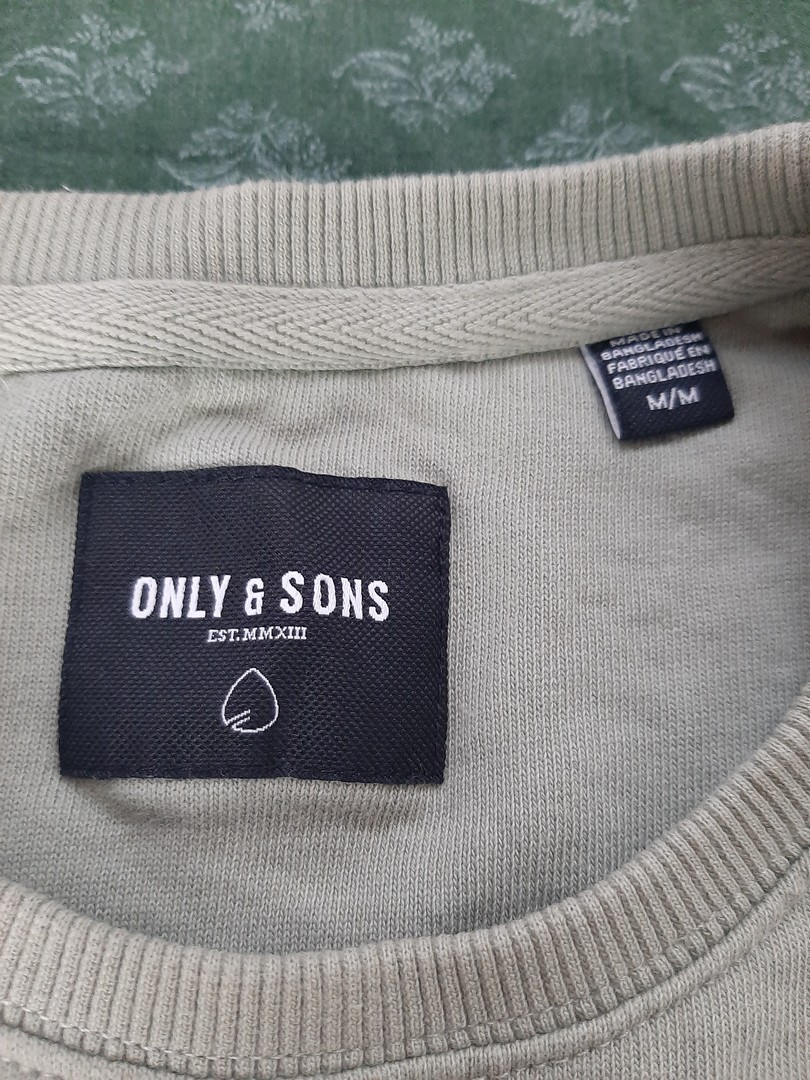 MADE IN
BANGLADESH
FABRIQUÉ EN
BANGLADESH
M/M
ONLY & SONS
EST. MMXIII